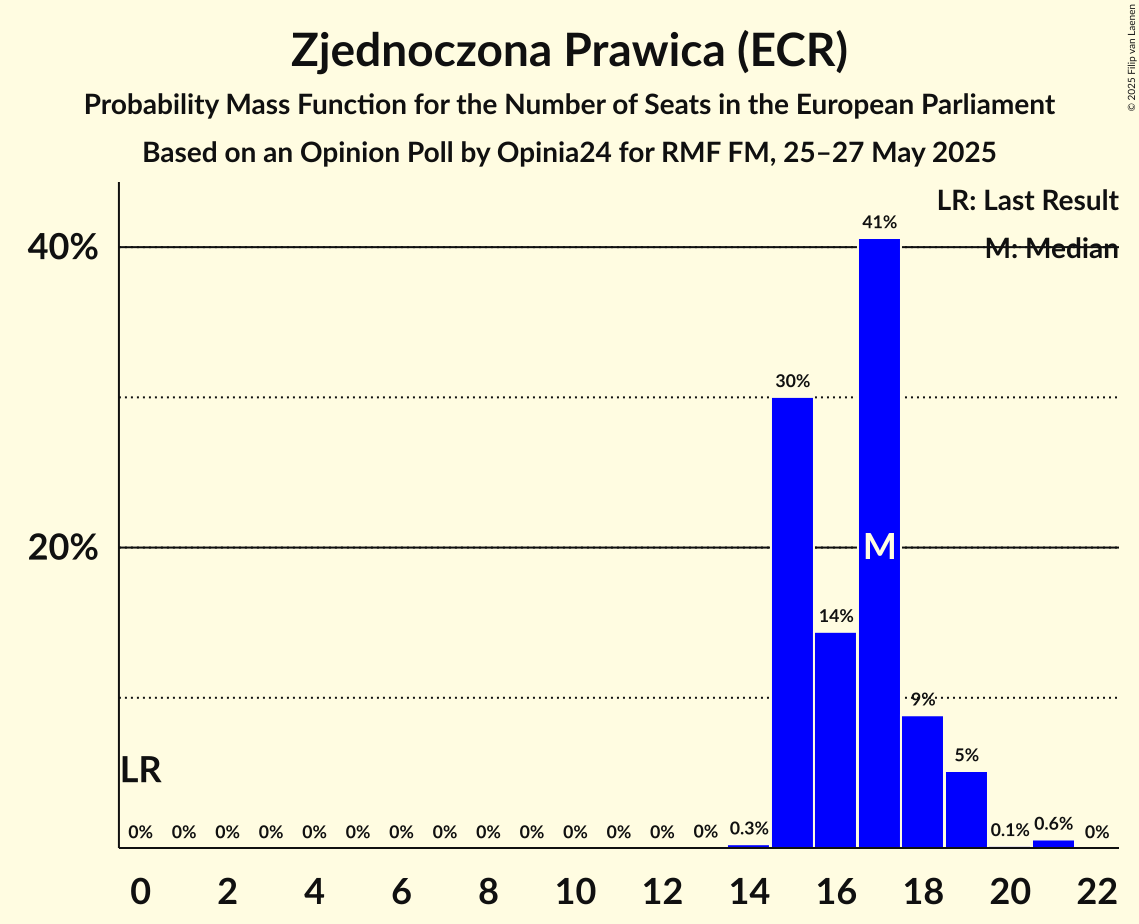 Zjednoczona Prawica (ECR)
Probability Mass Function for the Number of Seats in the European Parliament
Based on an Opinion Poll by Opinia24 for RMF FM, 25–27 May 2025
© 2025 Filip van Laenen
LR: Last Result
M: Median
40%
20%
41%
30%
M
14%
9%
5%
LR
0% 0% 0% 0% 0% 0% 0% 0% 0% 0% 0% 0% 0% 0% 0.3% 0.1% 0.6% 0%
0 2 4 6 8 10 12 14 16 18 20 22